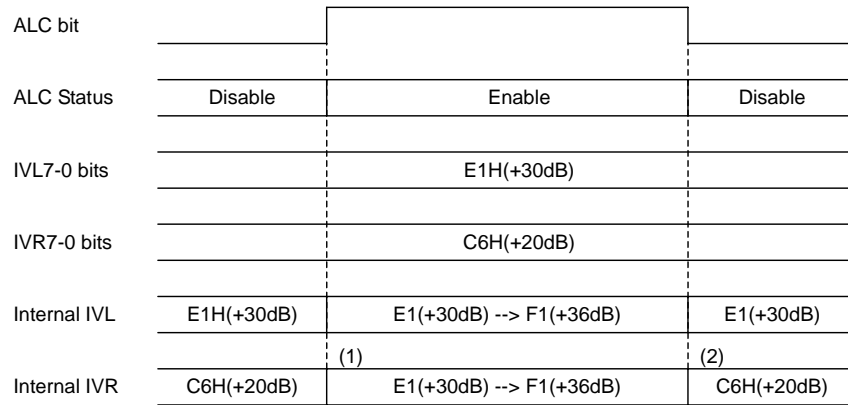 ALC bit
ALC Status Disable Enable Disable
IVL7-0 bits E1H(+30dB)
IVR7-0 bits C6H(+20dB)
Internal IVL E1H(+30dB) E1(+30dB) --> F1(+36dB) E1(+30dB)
(1) (2)
Internal IVR C6H(+20dB) E1(+30dB) --> F1(+36dB) C6H(+20dB)